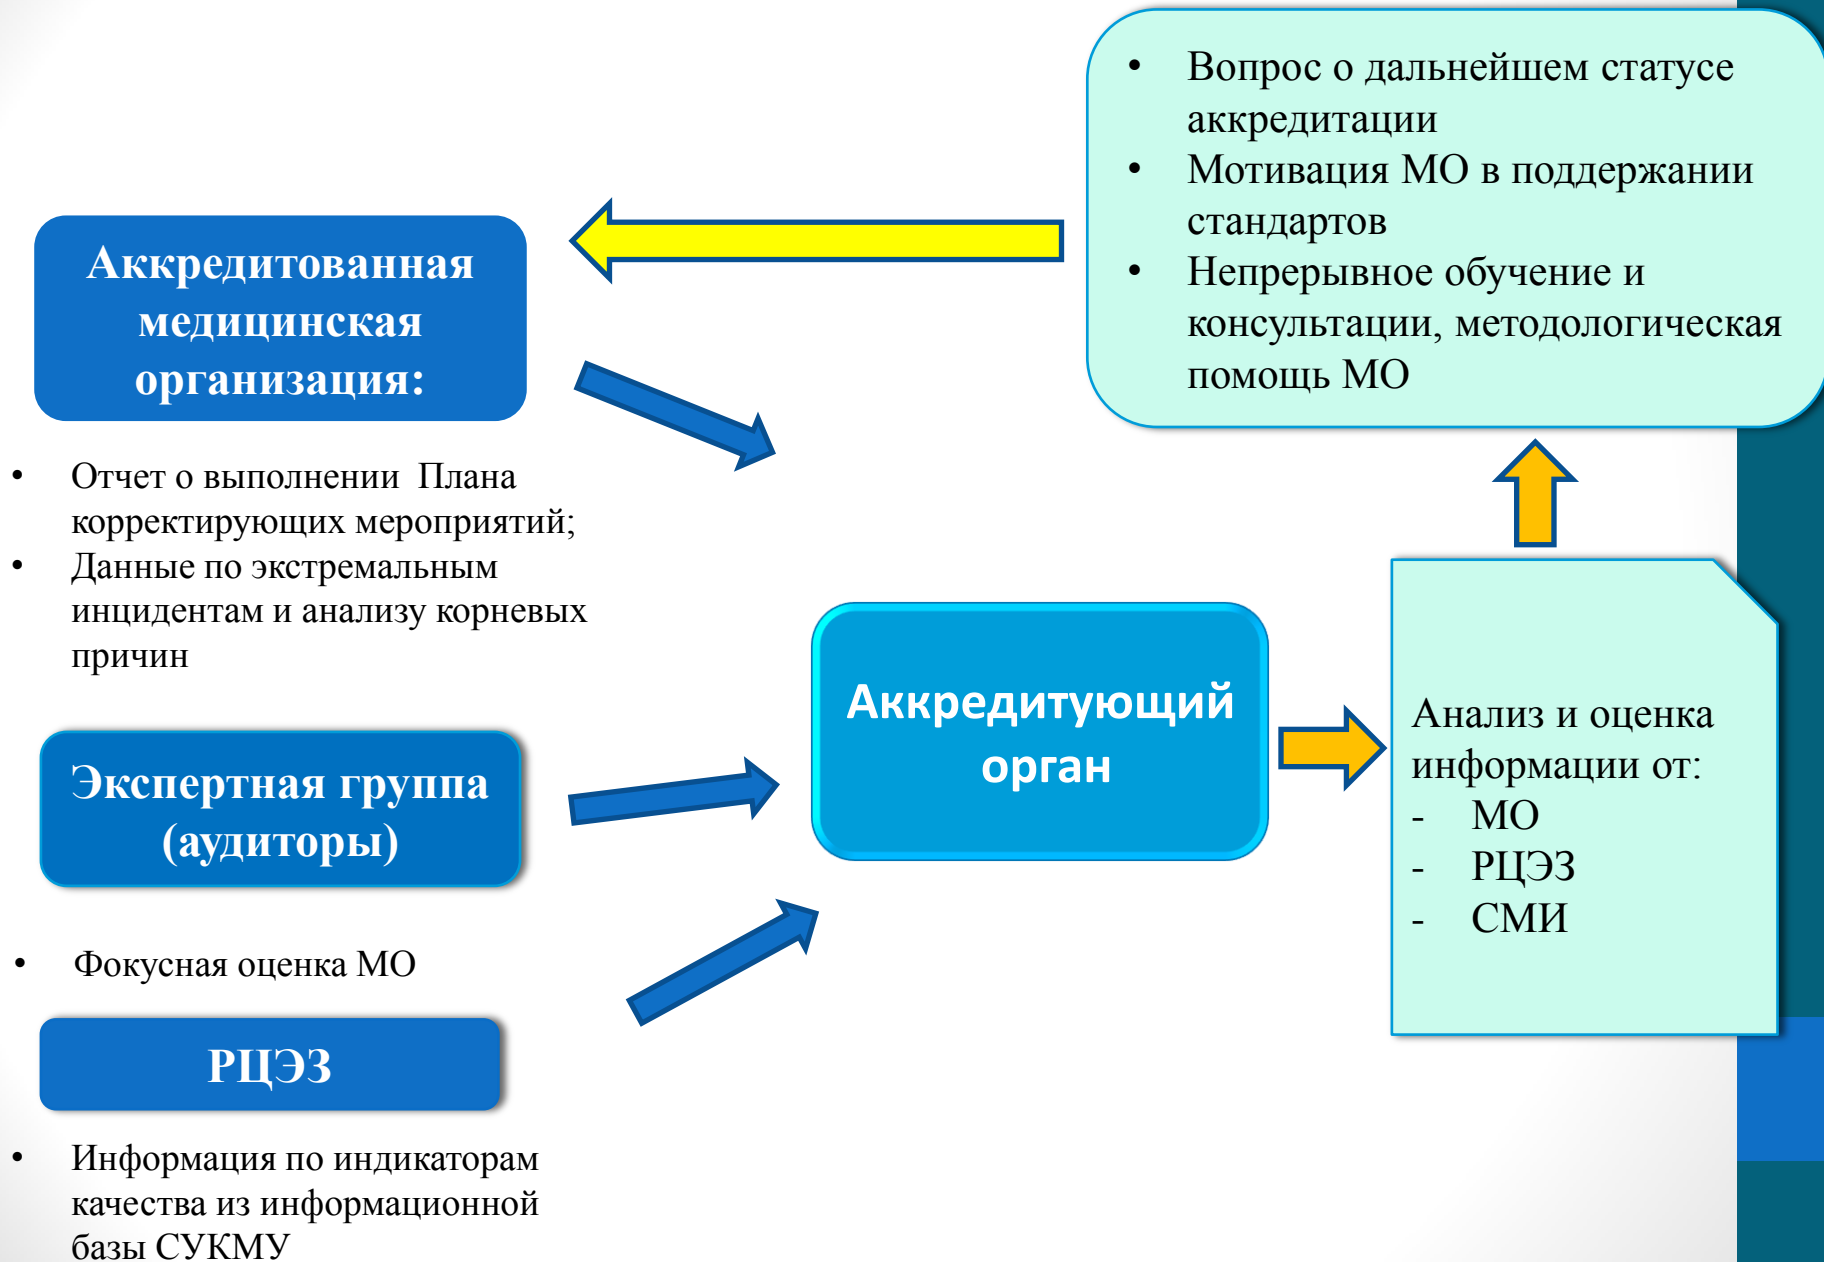 Аккредитованная
медицинская
организация:
• Отчет о выполнении Плана
корректирующих мероприятий;
• Данные по экстремальным
инцидентам и анализу корневых
причин
Экспертная группа
(аудиторы)
• Фокусная оценка МО
РЦЭЗ
• Информация по индикаторам
качества из информационной
базы СУКМУ
Аккредитующий
орган
• Вопрос о дальнейшем статусе
аккредитации
• Мотивация МО в поддержании
стандартов
• Непрерывное обучение и
консультации, методологическая
помощь МО
Анализ и оценка
информации от:
- МО
- РЦЭЗ
- СМИ